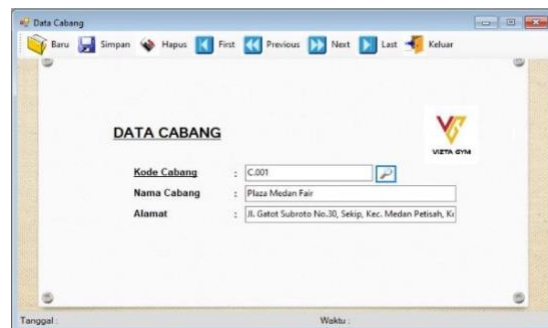 Data Cabang
Baru Simpan Hapus First Previous Next Last Keluar
VIZTA GYM
DATA CABANG
Kode Cabang : C.001
Nama Cabang : Plaza Medan Fair
Alamat : Jl. Gatot Subroto No.30, Sekip, Kec. Medan Petisah, K
Tanggal : Waktu :